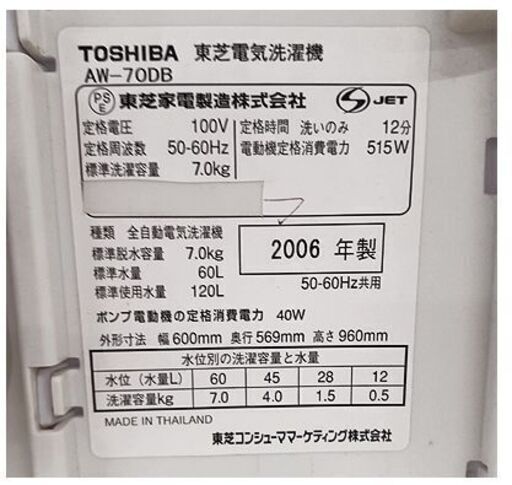 TOSHIBA 東芝電気洗濯機
AW-70DB
PS E 東芝家電製造株式会社 S JET
定格電圧 100V 定格時間 洗いのみ 12分
定格周波数 50-60Hz 電動機定格消費電力 515W
標準洗濯容量 7.0kg
種類 全自動電気洗濯機
標準脱水容量 7.0kg 2006 年製
標準水量 60L
標準使用水量 120L 50-60Hz共用
ポンプ電動機の定格消費電力 40W
外形寸法 幅600mm 奥行569mm 高さ960mm
水位別の洗濯容量と水量
水位（水量L） 60 45 28 12
洗濯容量kg 7.0 4.0 1.5 0.5
MADE IN THAILAND
東芝コンシューママーケティング株式会社